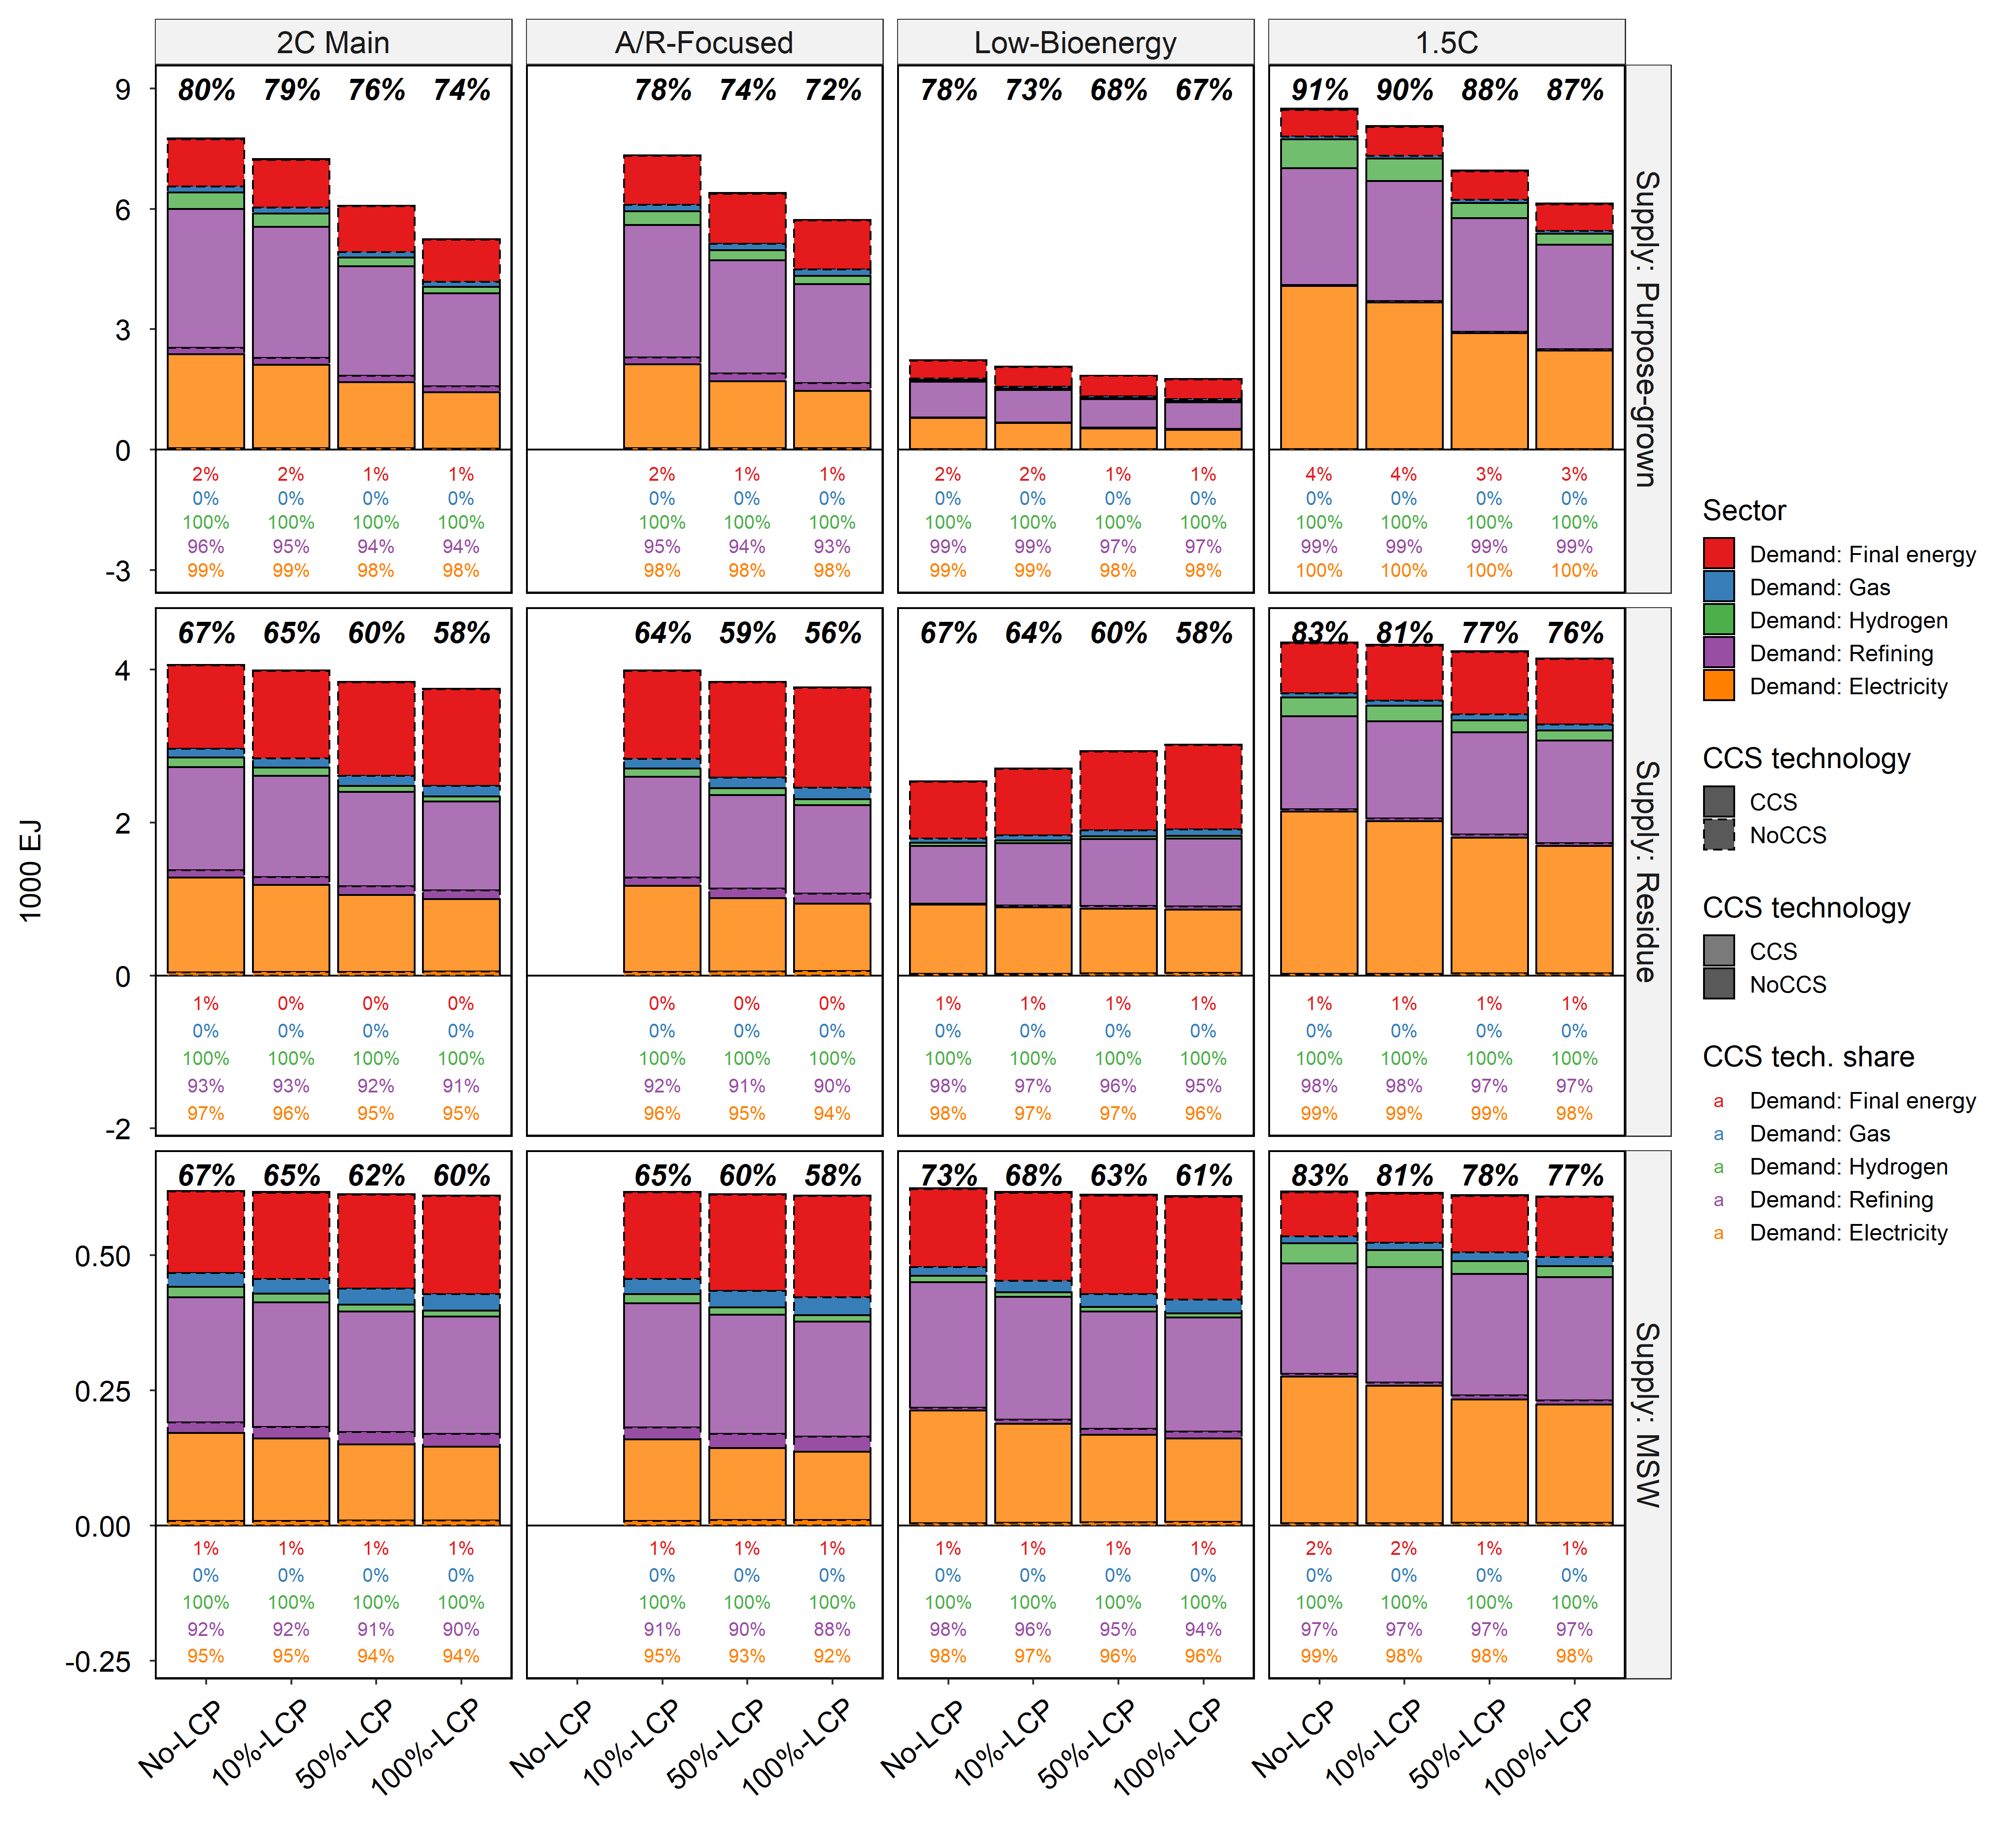 2C Main A/R-Focused Low-Bioenergy 1.5C
9 80% 79% 76% 74% 78% 74% 72% 78% 73% 68% 67% 91% 90% 88% 87%
6
3
0
2% 2% 1% 1% 2% 1% 1% 2% 2% 1% 1% 4% 4% 3% 3%
0% 0% 0% 0% 0% 0% 0% 0% 0% 0% 0% 0% 0% 0% 0%
100% 100% 100% 100% 100% 100% 100% 100% 100% 100% 100% 100% 100% 100% 100%
96% 95% 94% 94% 95% 94% 93% 99% 99% 97% 97% 99% 99% 99% 99%
-3 99% 99% 98% 98% 98% 98% 98% 99% 99% 98% 98% 100% 100% 100% 100%
Supply: Purpose-grown
67% 65% 60% 58% 64% 59% 56% 67% 64% 60% 58% 83% 81% 77% 76%
4
2
0
1% 0% 0% 0% 0% 0% 0% 1% 1% 1% 1% 1% 1% 1% 1%
0% 0% 0% 0% 0% 0% 0% 0% 0% 0% 0% 0% 0% 0% 0%
100% 100% 100% 100% 100% 100% 100% 100% 100% 100% 100% 100% 100% 100% 100%
93% 93% 92% 91% 92% 91% 90% 98% 97% 96% 95% 98% 98% 97% 97%
97% 96% 95% 95% 96% 95% 94% 98% 97% 97% 96% 99% 99% 99% 98%
-2
Supply: Residue
1000 EJ
67% 65% 62% 60% 65% 60% 58% 73% 68% 63% 61% 83% 81% 78% 77%
0.50
0.25
0.00
1% 1% 1% 1% 1% 1% 1% 1% 1% 1% 1% 2% 2% 1% 1%
0% 0% 0% 0% 0% 0% 0% 0% 0% 0% 0% 0% 0% 0% 0%
100% 100% 100% 100% 100% 100% 100% 100% 100% 100% 100% 100% 100% 100% 100%
92% 92% 91% 90% 91% 90% 88% 98% 96% 95% 94% 97% 97% 97% 97%
-0.25 95% 95% 94% 94% 95% 93% 92% 98% 97% 96% 96% 99% 98% 98% 98%
Supply: MSW
No-LCP 10%-LCP 50%-LCP 100%-LCP No-LCP 10%-LCP 50%-LCP 100%-LCP No-LCP 10%-LCP 50%-LCP 100%-LCP No-LCP 10%-LCP 50%-LCP 100%-LCP
Sector
Demand: Final energy
Demand: Gas
Demand: Hydrogen
Demand: Refining
Demand: Electricity
CCS technology
CCS
NoCCS
CCS technology
CCS
NoCCS
CCS tech. share
a Demand: Final energy
a Demand: Gas
a Demand: Hydrogen
a Demand: Refining
a Demand: Electricity